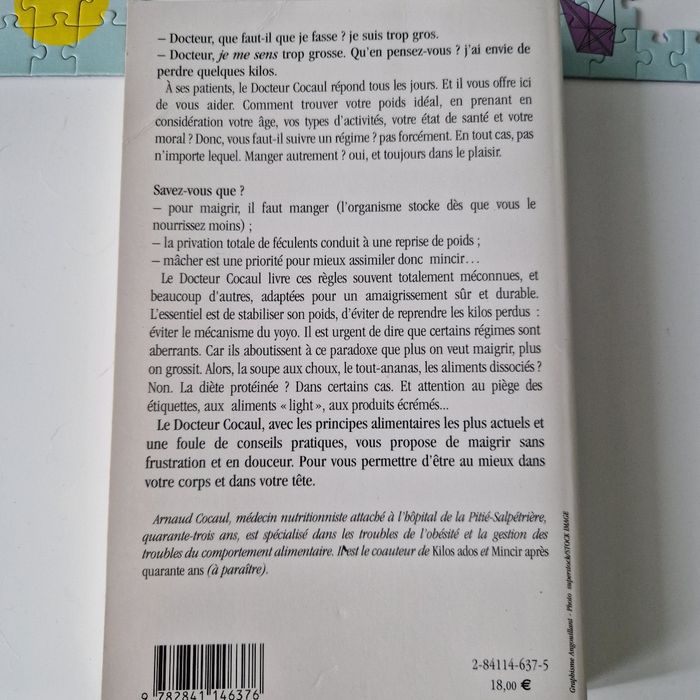 – Docteur, que faut-il que je fasse ? je suis trop gros.
– Docteur, je me sens trop grosse. Qu'en pensez-vous ? j'ai envie de
perdre quelques kilos.
À ses patients, le Docteur Cocaul répond tous les jours. Et il vous offre ici
de vous aider. Comment trouver votre poids idéal, en prenant en
considération votre âge, vos types d'activités, votre état de santé et votre
moral ? Donc, vous faut-il suivre un régime ? pas forcément. En tout cas, pas
n'importe lequel. Manger autrement ? oui, et toujours dans le plaisir.
Savez-vous que ?
– pour maigrir, il faut manger (l'organisme stocke dès que vous le
nourrissez moins) ;
– la privation totale de féculents conduit à une reprise de poids ;
– mâcher est une priorité pour mieux assimiler donc mincir…
Le Docteur Cocaul livre ces règles souvent totalement méconnues, et
beaucoup d'autres, adaptées pour un amaigrissement sûr et durable.
L'essentiel est de stabiliser son poids, d'éviter de reprendre les kilos perdus :
éviter le mécanisme du yoyo. Il est urgent de dire que certains régimes sont
aberrants. Car ils aboutissent à ce paradoxe que plus on veut maigrir, plus
on grossit. Alors, la soupe aux choux, le tout-ananas, les aliments dissociés ?
Non. La diète protéinée ? Dans certains cas. Et attention au piège des
étiquettes, aux aliments « light », aux produits écrémés...
Le Docteur Cocaul, avec les principes alimentaires les plus actuels et
une foule de conseils pratiques, vous propose de maigrir sans
frustration et en douceur. Pour vous permettre d'être au mieux dans
votre corps et dans votre tête.
Arnaud Cocaul, médecin nutritionniste attaché à l'hôpital de la Pitié-Salpêtrière,
quarante-trois ans, est spécialisé dans les troubles de l'obésité et la gestion des
troubles du comportement alimentaire. Il est le coauteur de Kilos ados et Mincir après
quarante ans (à paraître).
Graphisme Angouillant - Photo superstock/STOCK IMAGE
2-84114-637-5
18,00 €
9 782841 146376